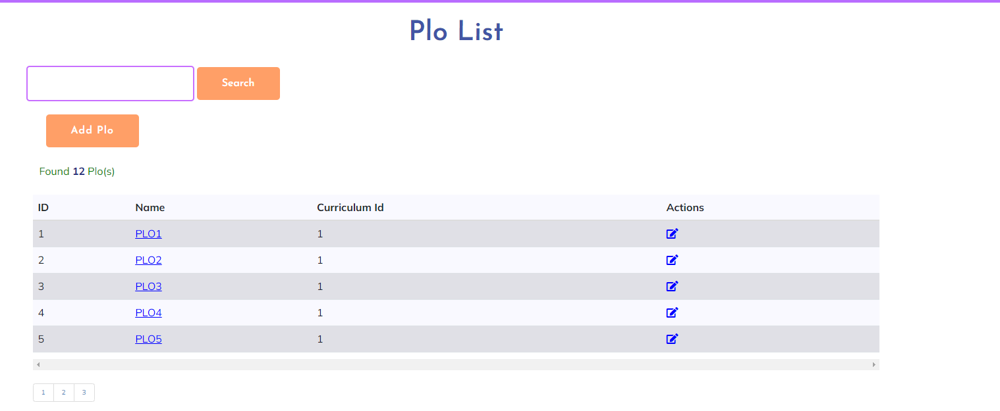 Plo List
Search
Add Plo
Found 12 Plo(s)
ID Name Curriculum Id Actions
1 PLO1 1
2 PLO2 1
3 PLO3 1
4 PLO4 1
5 PLO5 1
1 2 3